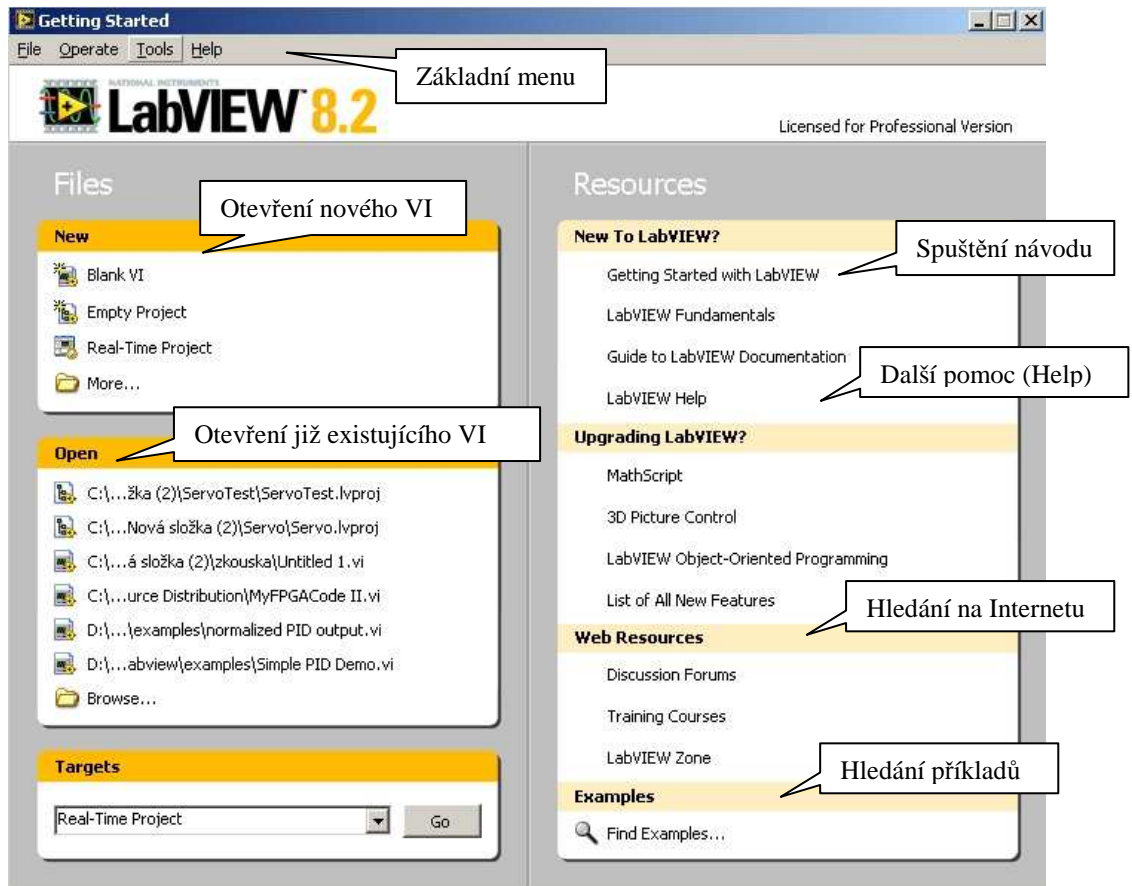 Getting Started
File Operate Tools Help
Základní menu
NATIONAL INSTRUMENTS
LabVIEW 8.2
Licensed for Professional Version
Files
Otevření nového VI
New
Blank VI
Empty Project
Real-Time Project
More...
Otevření již existujícího VI
Open
C:\...žka (2)\ServoTest\ServoTest.lvproj
C:\...Nová složka (2)\Servo\Servo.lvproj
C:\...á složka (2)\zkouska\Untitled 1.vi
C:\...urce Distribution\MyFPGACode II.vi
D:\...\examples\normalized PID output.vi
D:\...abview\examples\Simple PID Demo.vi
Browse...
Targets
Real-Time Project
Go
Resources
New To LabVIEW?
Spuštění návodu
Getting Started with LabVIEW
LabVIEW Fundamentals
Guide to LabVIEW Documentation
Další pomoc (Help)
LabVIEW Help
Upgrading LabVIEW?
MathScript
3D Picture Control
LabVIEW Object-Oriented Programming
List of All New Features
Hledání na Internetu
Web Resources
Discussion Forums
Training Courses
LabVIEW Zone
Hledání příkladů
Examples
Find Examples...